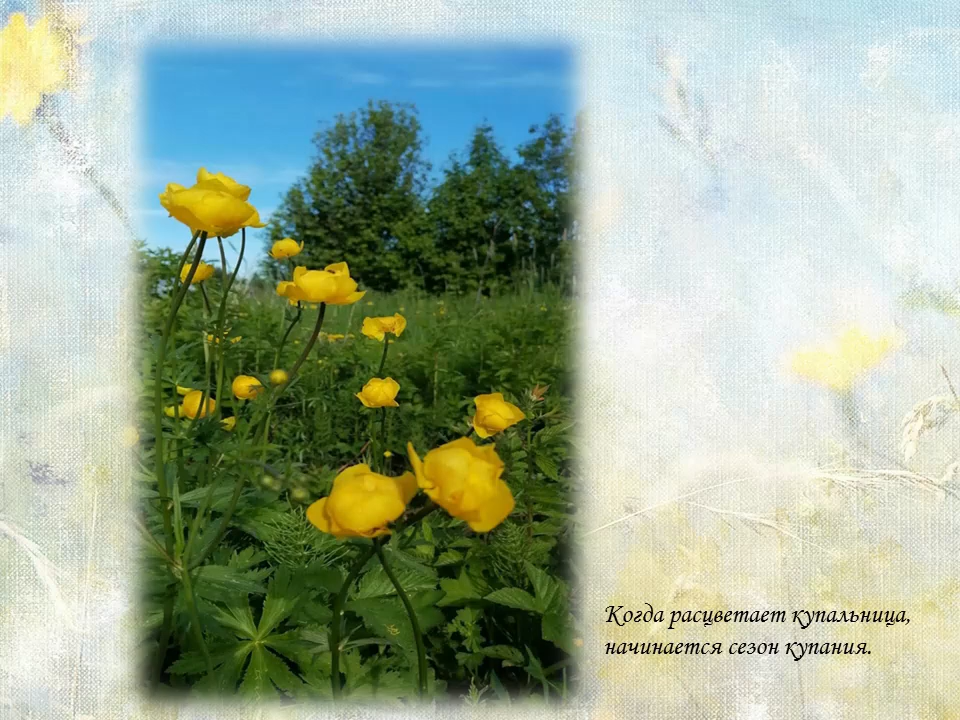 Когда расцветает купальница,
начинается сезон купания.